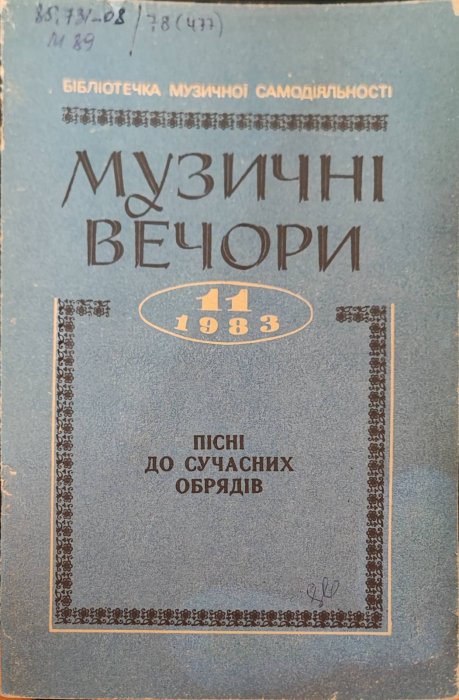 85.731-08 / 78(477)
М 89
БІБЛІОТЕЧКА МУЗИЧНОЇ САМОДІЯЛЬНОСТІ
МУЗИЧНІ
ВЕЧОРИ
11
1983
ПІСНІ
ДО СУЧАСНИХ
ОБРЯДІВ